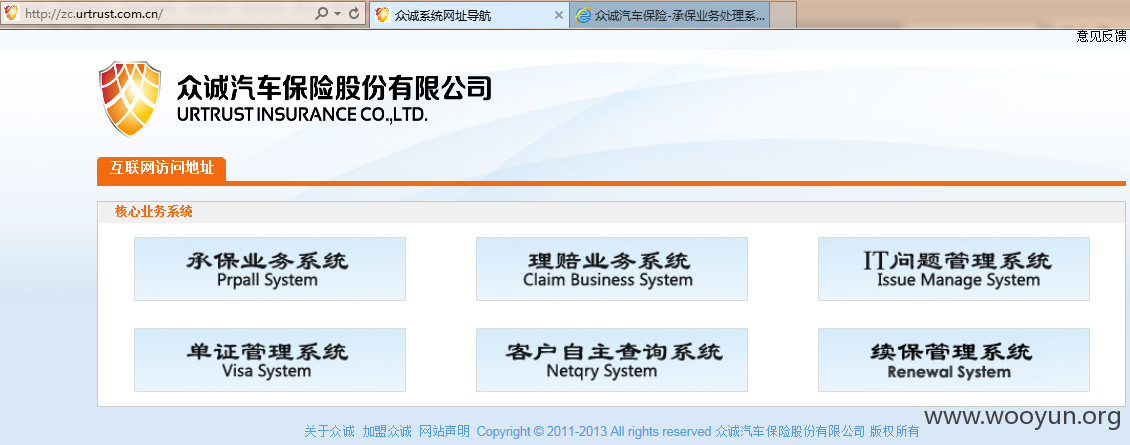 http://zc.urtrust.com.cn/
众诚系统网址导航
众诚汽车保险-承保业务处理系...
意见反馈
众诚汽车保险股份有限公司
URTRUST INSURANCE CO.,LTD.
互联网访问地址
核心业务系统
承保业务系统
Prpall System
理赔业务系统
Claim Business System
IT问题管理系统
Issue Manage System
单证管理系统
Visa System
客户自主查询系统
Netqry System
续保管理系统
Renewal System
www.wooyun.org
关于众诚 加盟众诚 网站声明 Copyright © 2011-2013 All rights reserved 众诚汽车保险股份有限公司 版权所有